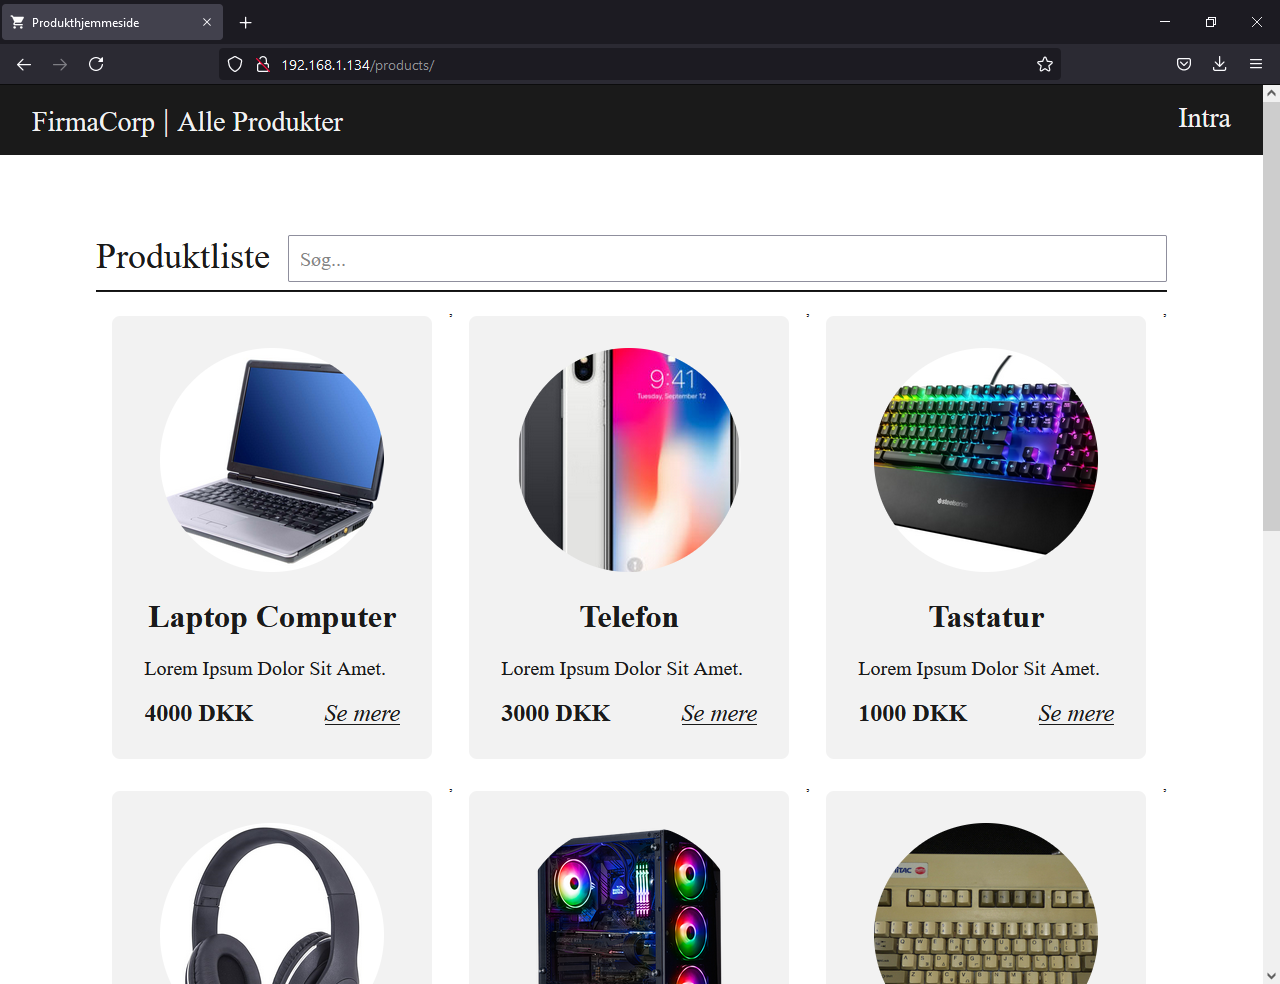 Produkthjemmeside
192.168.1.134/products/
FirmaCorp | Alle Produkter
Intra
Produktliste
Søg...
, , ,
9:41
Tuesday, September 12
steelseries
Laptop Computer
Telefon
Tastatur
Lorem Ipsum Dolor Sit Amet.
Lorem Ipsum Dolor Sit Amet.
Lorem Ipsum Dolor Sit Amet.
4000 DKK
Se mere
3000 DKK
Se mere
1000 DKK
Se mere
, , ,